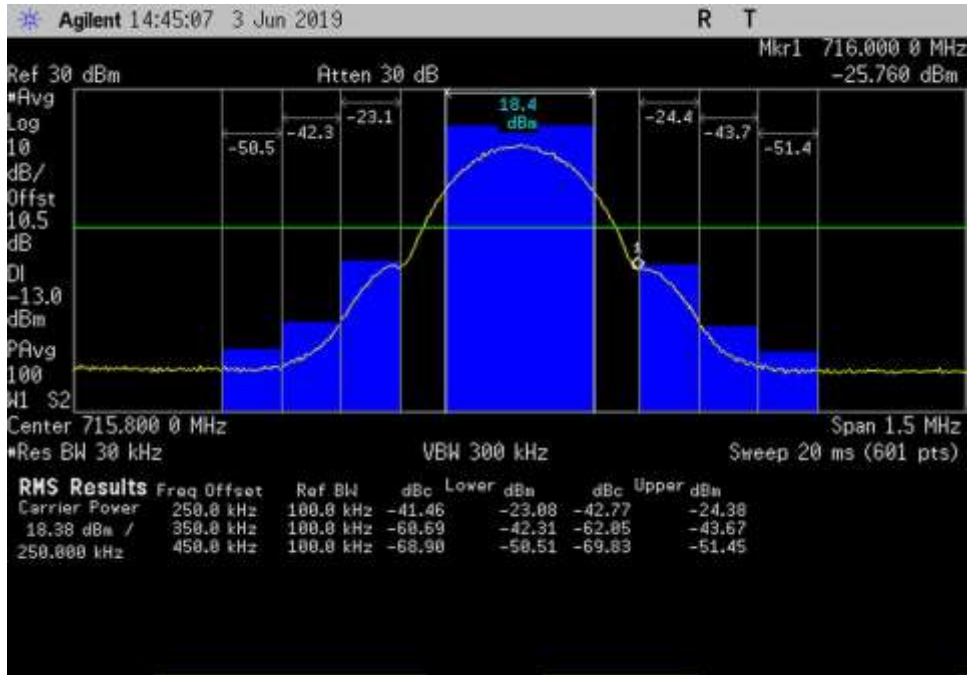 Agilent 14:45:07 3 Jun 2019 R T
Mkr1 716.000 0 MHz
Ref 30 dBm Atten 30 dB -25.760 dBm
#Avg
Log
10
dB/
Offst
10.5
dB
DI
-13.0
dBm
PAvg
100
W1 S2
-50.5
-42.3
-23.1
18.4
dBm
-24.4
-43.7
-51.4
1
Center 715.800 0 MHz Span 1.5 MHz
#Res BW 30 kHz VBW 300 kHz Sweep 20 ms (601 pts)
RMS Results Freq Offset Ref BW dBc Lower dBm dBc Upper dBm
Carrier Power 250.0 kHz 100.0 kHz -41.46 -23.08 -42.77 -24.38
18.38 dBm / 350.0 kHz 100.0 kHz -60.69 -42.31 -62.05 -43.67
250.000 kHz 450.0 kHz 100.0 kHz -68.90 -50.51 -69.83 -51.45